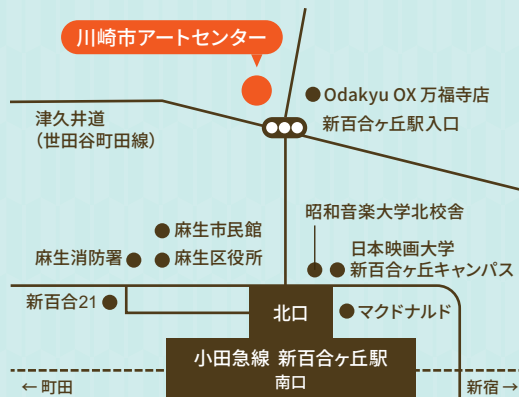 川崎市アートセンター
Odakyu OX 万福寺店
津久井道
（世田谷町田線）
新百合ヶ丘駅入口
昭和音楽大学北校舎
麻生市民館
日本映画大学
新百合ヶ丘キャンパス
麻生消防署
麻生区役所
新百合21
北口
マクドナルド
小田急線 新百合ヶ丘駅
南口
← 町田
新宿 →